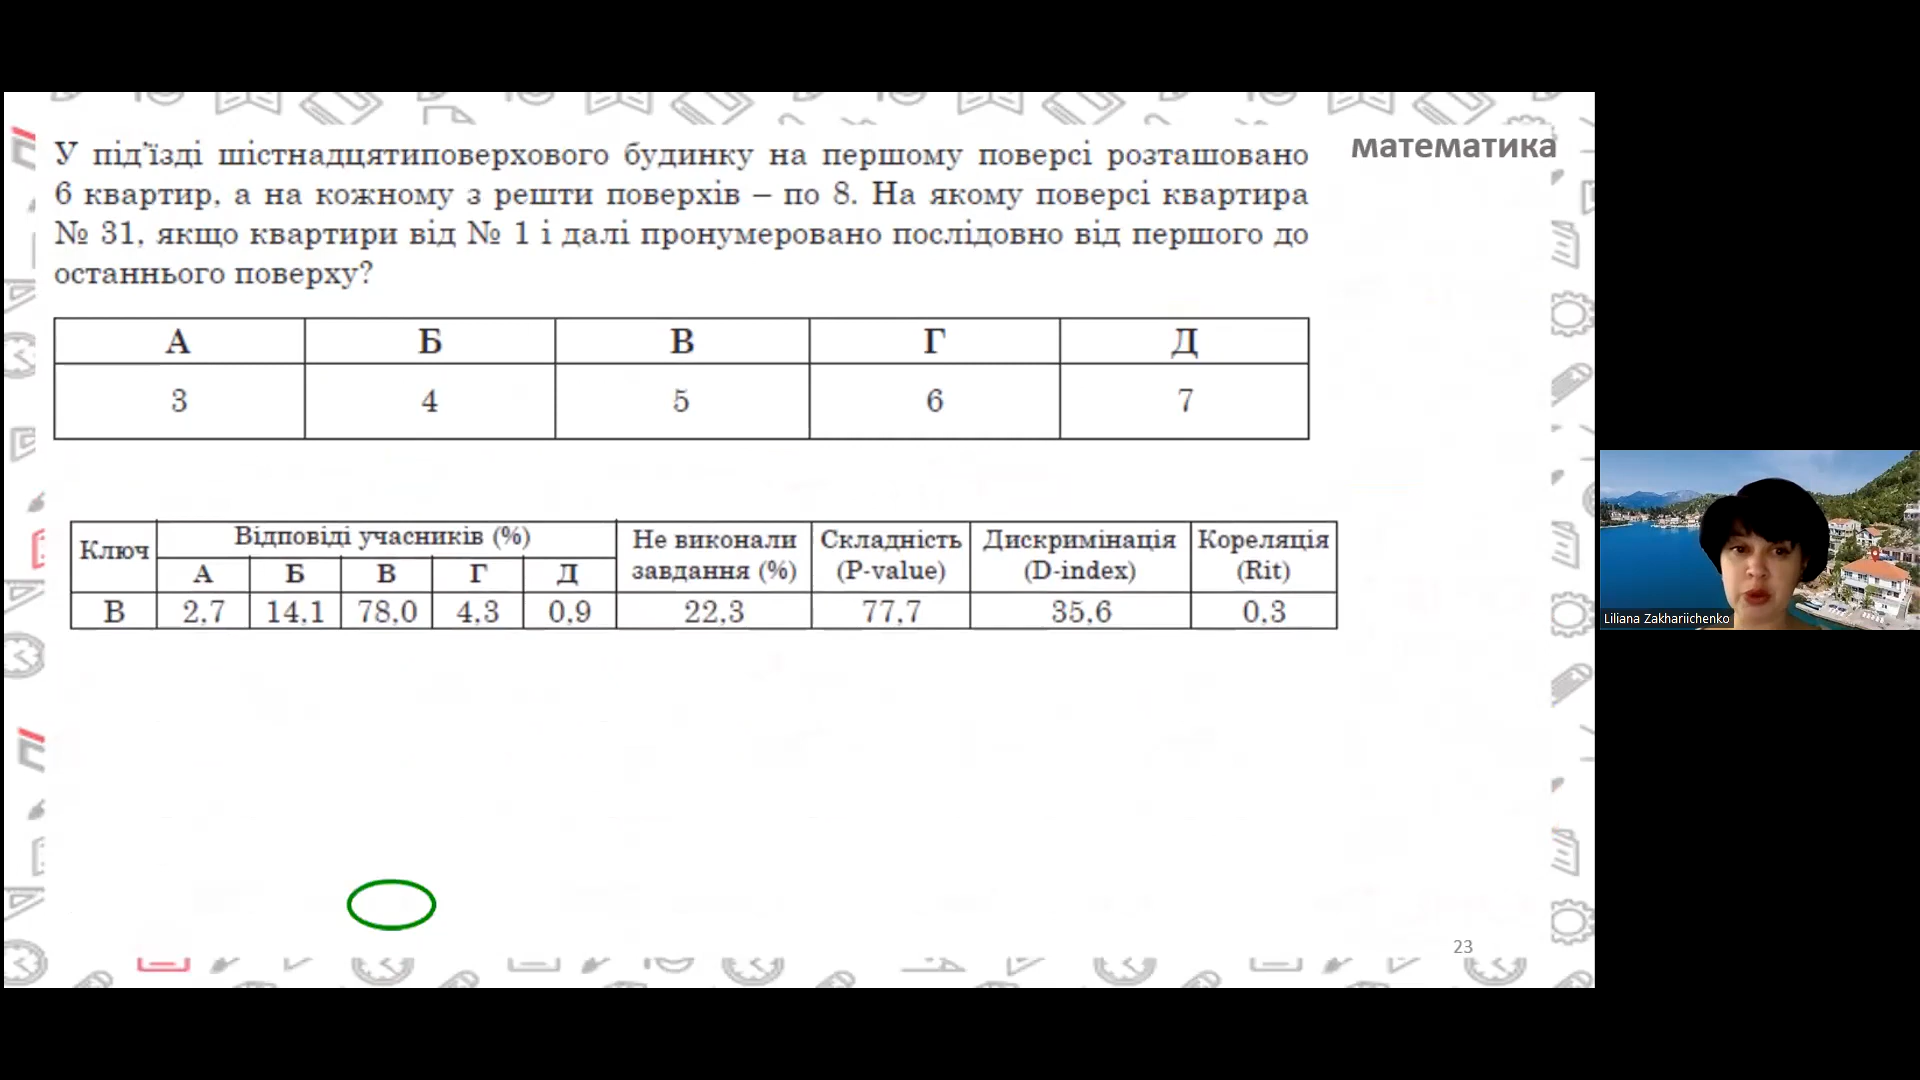 математика
У під'їзді шістнадцятиповерхового будинку на першому поверсі розташовано
6 квартир, а на кожному з решти поверхів – по 8. На якому поверсі квартира
№ 31, якщо квартири від № 1 і далі пронумеровано послідовно від першого до
останнього поверху?
А Б В Г Д
3 4 5 6 7
Ключ Відповіді учасників (%) Не виконали завдання (%) Складність (P-value) Дискримінація (D-index) Кореляція (Rit)
А Б В Г Д
В 2,7 14,1 78,0 4,3 0,9 22,3 77,7 35,6 0,3
Liliana Zakhariichenko
23